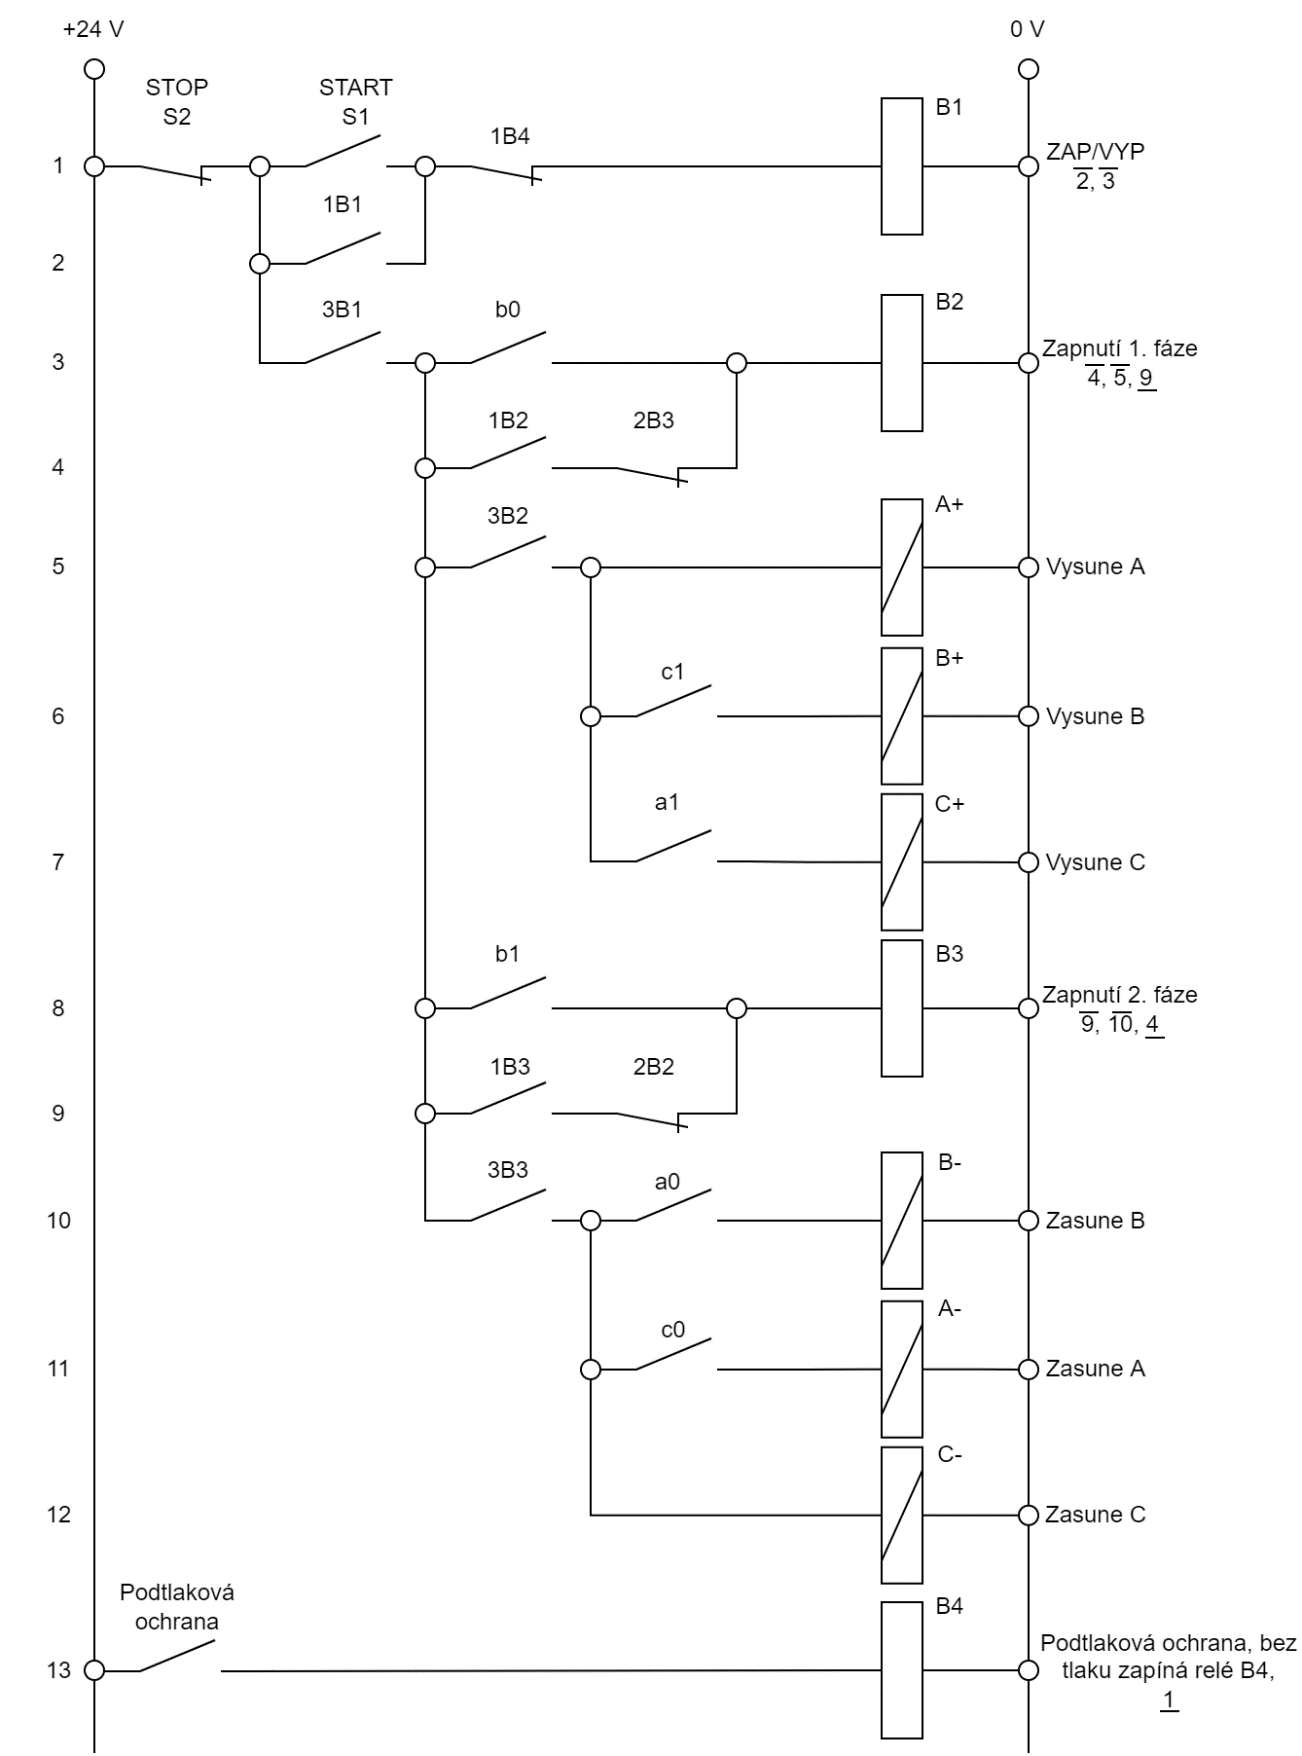 +24 V
0 V
STOP
S2
START
S1
1B4
B1
1
ZAP/VYP
2, 3
1B1
2
3B1
b0
B2
3
Zapnutí 1. fáze
4, 5, 9
1B2
2B3
4
3B2
A+
5
Vysune A
c1
B+
6
Vysune B
a1
C+
7
Vysune C
b1
B3
8
Zapnutí 2. fáze
9, 10, 4
1B3
2B2
9
3B3
a0
B-
10
Zasune B
c0
A-
11
Zasune A
C-
12
Zasune C
Podtlaková
ochrana
B4
13
Podtlaková ochrana, bez
tlaku zapíná relé B4,
1